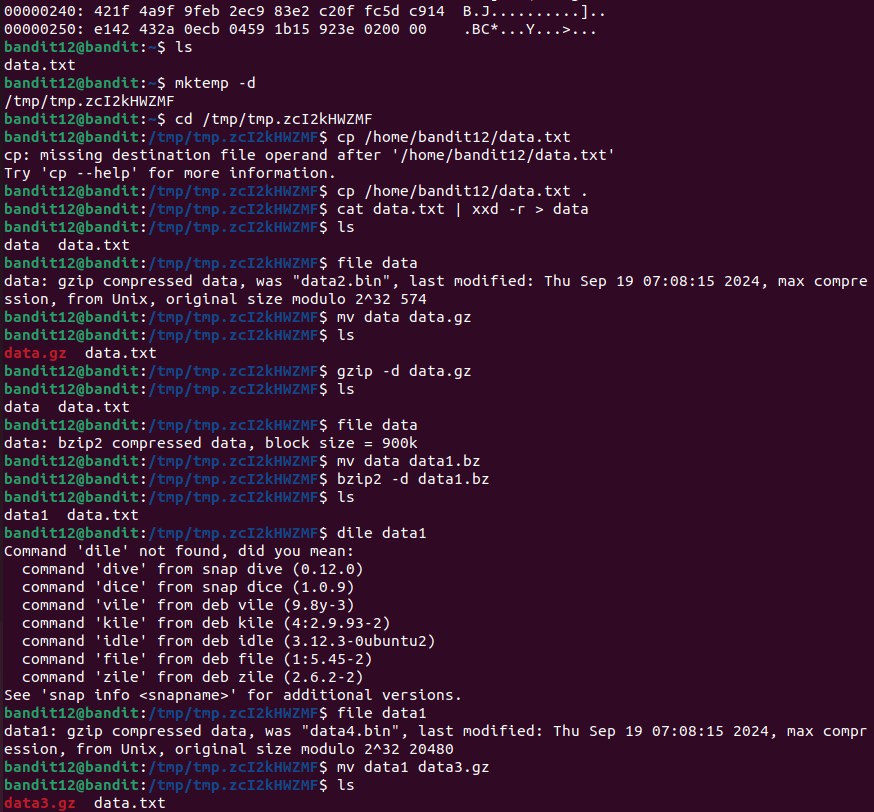 00000240: 421f 4a9f 9feb 2ec9 83e2 c20f fc5d c914  B.J..........]..
00000250: e142 432a 0ecb 0459 1b15 923e 0200 00    .BC*...Y...>...
bandit12@bandit:~$ ls
data.txt
bandit12@bandit:~$ mktemp -d
/tmp/tmp.zcI2kHWZMF
bandit12@bandit:~$ cd /tmp/tmp.zcI2kHWZMF
bandit12@bandit:/tmp/tmp.zcI2kHWZMF$ cp /home/bandit12/data.txt
cp: missing destination file operand after '/home/bandit12/data.txt'
Try 'cp --help' for more information.
bandit12@bandit:/tmp/tmp.zcI2kHWZMF$ cp /home/bandit12/data.txt .
bandit12@bandit:/tmp/tmp.zcI2kHWZMF$ cat data.txt | xxd -r > data
bandit12@bandit:/tmp/tmp.zcI2kHWZMF$ ls
data  data.txt
bandit12@bandit:/tmp/tmp.zcI2kHWZMF$ file data
data: gzip compressed data, was "data2.bin", last modified: Thu Sep 19 07:08:15 2024, max compre
ssion, from Unix, original size modulo 2^32 574
bandit12@bandit:/tmp/tmp.zcI2kHWZMF$ mv data data.gz
bandit12@bandit:/tmp/tmp.zcI2kHWZMF$ ls
data.gz  data.txt
bandit12@bandit:/tmp/tmp.zcI2kHWZMF$ gzip -d data.gz
bandit12@bandit:/tmp/tmp.zcI2kHWZMF$ ls
data  data.txt
bandit12@bandit:/tmp/tmp.zcI2kHWZMF$ file data
data: bzip2 compressed data, block size = 900k
bandit12@bandit:/tmp/tmp.zcI2kHWZMF$ mv data data1.bz
bandit12@bandit:/tmp/tmp.zcI2kHWZMF$ bzip2 -d data1.bz
bandit12@bandit:/tmp/tmp.zcI2kHWZMF$ ls
data1  data.txt
bandit12@bandit:/tmp/tmp.zcI2kHWZMF$ dile data1
Command 'dile' not found, did you mean:
  command 'dive' from snap dive (0.12.0)
  command 'dice' from snap dice (1.0.9)
  command 'vile' from deb vile (9.8y-3)
  command 'kile' from deb kile (4:2.9.93-2)
  command 'idle' from deb idle (3.12.3-0ubuntu2)
  command 'file' from deb file (1:5.45-2)
  command 'zile' from deb zile (2.6.2-2)
See 'snap info <snapname>' for additional versions.
bandit12@bandit:/tmp/tmp.zcI2kHWZMF$ file data1
data1: gzip compressed data, was "data4.bin", last modified: Thu Sep 19 07:08:15 2024, max compr
ession, from Unix, original size modulo 2^32 20480
bandit12@bandit:/tmp/tmp.zcI2kHWZMF$ mv data1 data3.gz
bandit12@bandit:/tmp/tmp.zcI2kHWZMF$ ls
data3.gz  data.txt